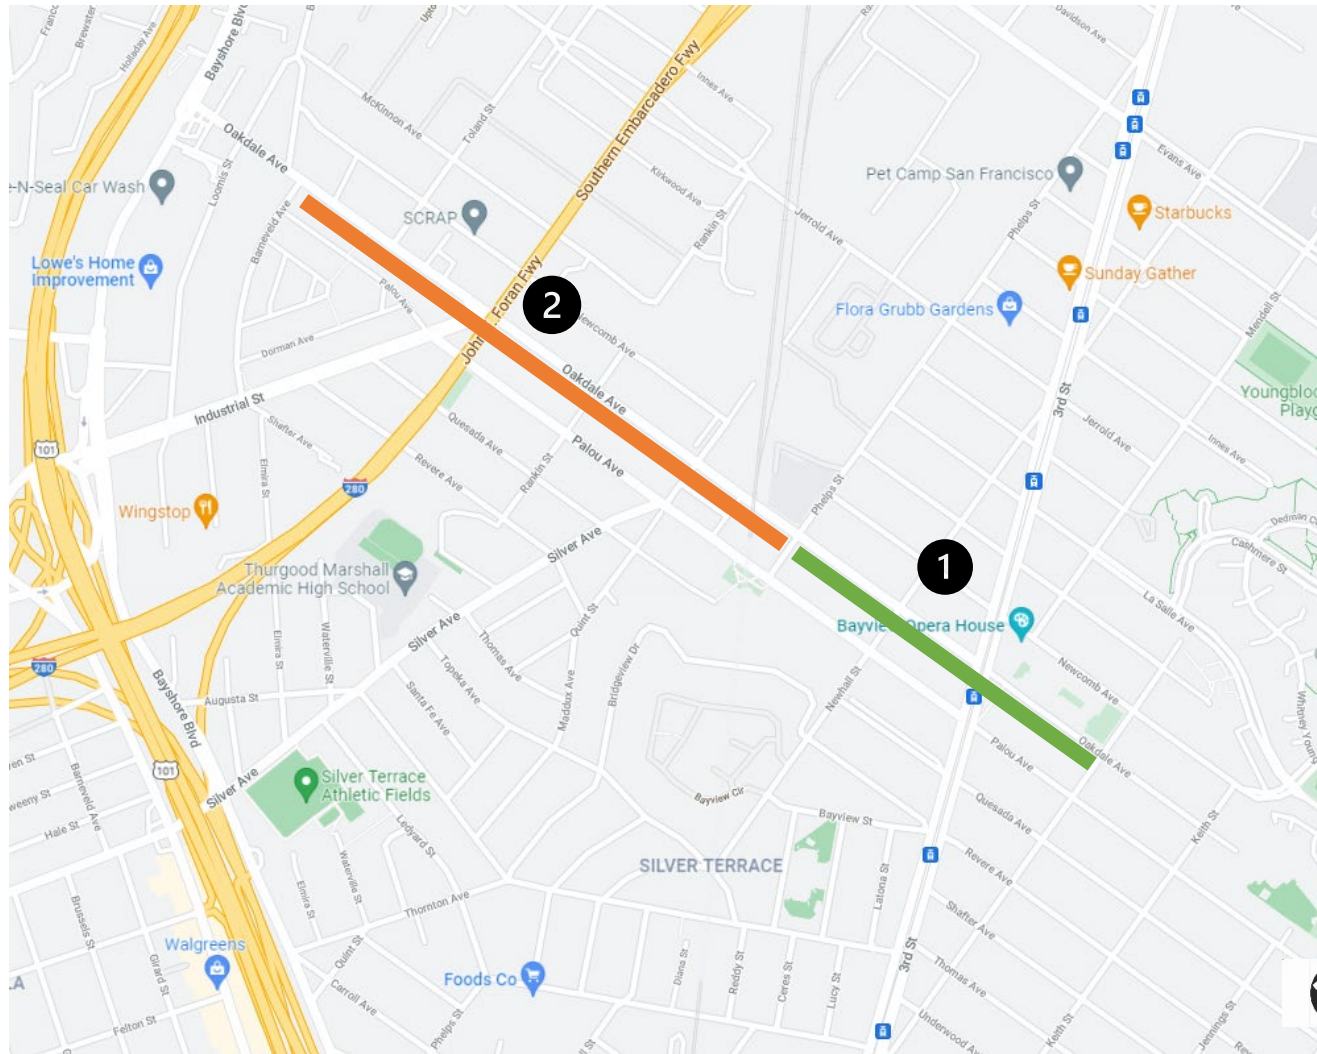 Holladay Ave
Bayshore Blvd
Davidson Ave
Southern Embarcadero Fwy
Innes Ave
McKinnon Ave
Toland St
Oakdale Ave
Evans Ave
Loomis St
Kirkwood Ave
Pet Camp San Francisco
e-N-Seal Car Wash
Phelps St
Starbucks
SCRAP
Rankin St
Jerrold Ave
Barneveld Ave
Lowe's Home
Improvement
Foran Fwy
Sunday Gather
2
Flora Grubb Gardens
Mendell St
Palou Ave
Newcomb Ave
John
Dorman Ave
Oakdale Ave
Industrial St
3rd St
Quesada Ave
Shafter Ave
Jerrold Ave
Innes Ave
101
Palou Ave
Revere Ave
Rankin St
Elmira St
280
Phelps St
Wingstop
Silver Ave
Cashmere St
1
Thurgood Marshall
Academic High School
La Salle Ave
Quint St
Bayview Opera House
Elmira St
Waterville St
Silver Ave
Thomas Ave
Topeka Ave
Bridgeview Dr
280
Newcomb Ave
Bayshore Blvd
Augusta St
Santa Fe Ave
Maddux Ave
Newhall St
Whitney Young
Palou Ave
Oakdale Ave
101
Silver Ave
Silver Terrace
Athletic Fields
Barneveld Ave
Bayview Cir
Quesada Ave
Hale St
Ledyard St
Bayview St
Keith St
SILVER TERRACE
Revere Ave
Waterville St
Elmira St
Latona St
Thornton Ave
Shafter Ave
Brussels St
Walgreens
Girard St
Quint St
3rd St
Foods Co
Diana St
Reddy St
Ceres St
Lucy St
Thomas Ave
Carroll Ave
Felton St
Phelps St
Underwood Ave
Keith St
Jennings St